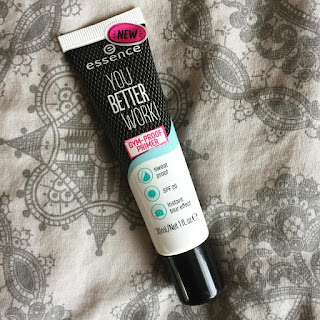 NEW
essence
YOU
BETTER
WORK!
GYM-PROOF
PRIMER
sweat
proof
SPF 20
instant
blur effect
30ml/Net 1 fl. oz.℮